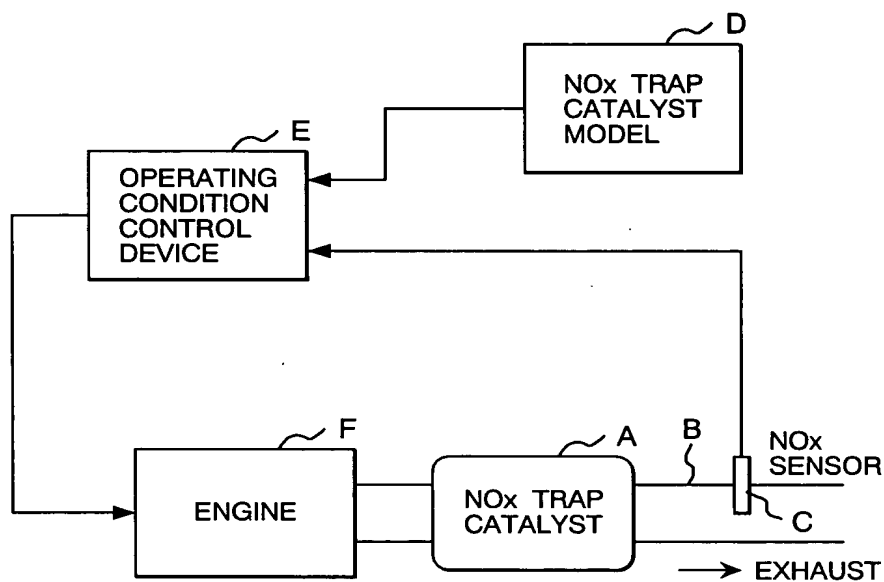 D
NOx TRAP
CATALYST
MODEL
E
OPERATING
CONDITION
CONTROL
DEVICE
F
ENGINE
A
NOx TRAP
CATALYST
B
NOx
SENSOR
C
EXHAUST